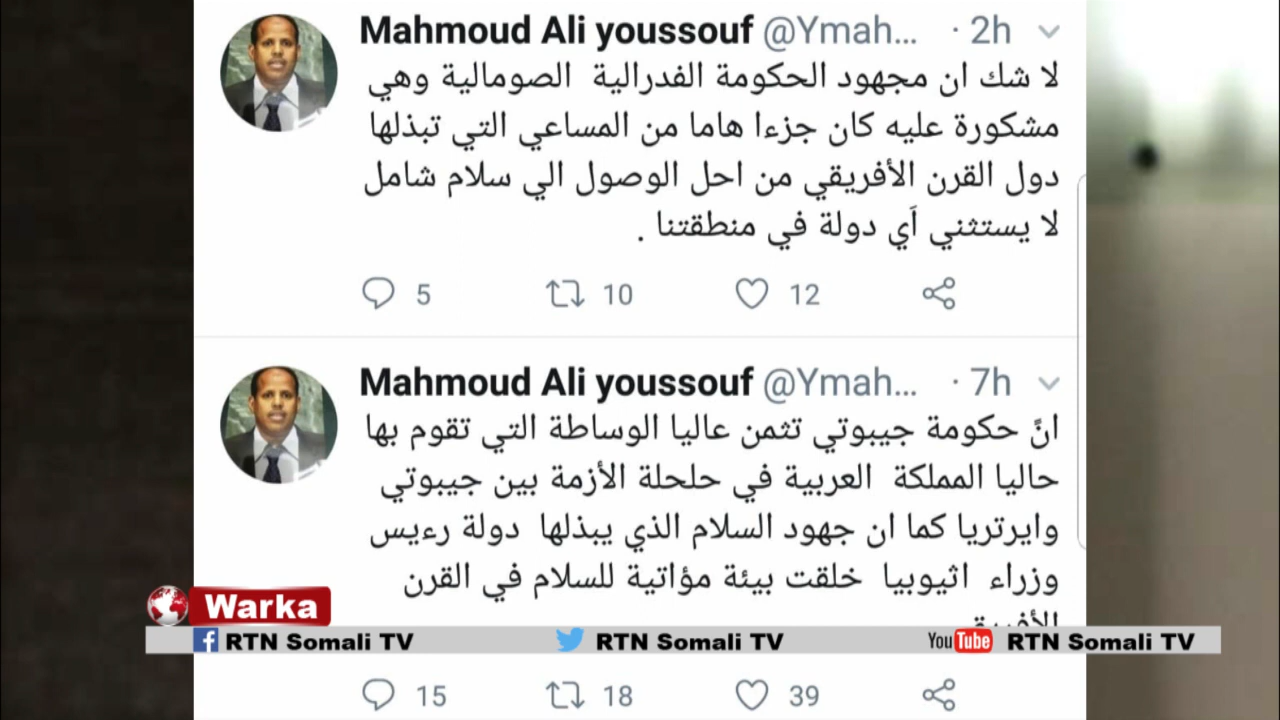 Mahmoud Ali youssouf @Ymah... · 2h
لا شك ان مجهود الحكومة الفدرالية الصومالية وهي
مشكورة عليه كان جزءا هاما من المساعي التي تبذلها
دول القرن الأفريقي من احل الوصول الي سلام شامل
لا يستثني اَي دولة في منطقتنا .
5 10 12
Mahmoud Ali youssouf @Ymah... · 7h
انً حكومة جيبوتي تثمن عاليا الوساطة التي تقوم بها
حاليا المملكة العربية في حلحلة الأزمة بين جيبوتي
وايرتريا كما ان جهود السلام الذي يبذلها دولة رءيس
وزراء اثيوبيا خلقت بيئة مؤاتية للسلام في القرن
Warka
RTN Somali TV RTN Somali TV YouTube RTN Somali TV
15 18 39